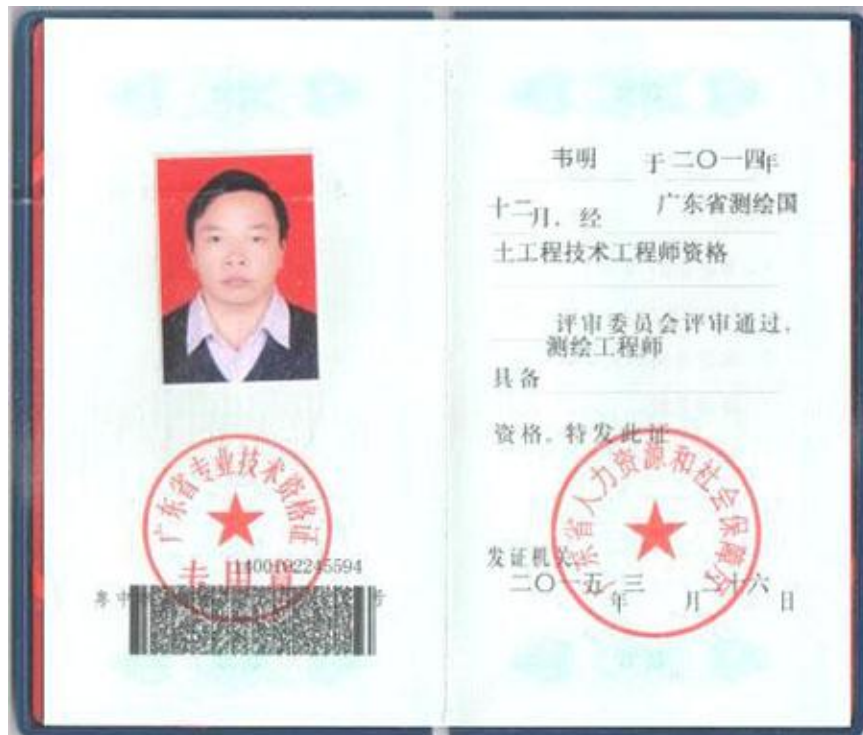 广东省专业技术资格证
专用章
1400102245594
粤中
号
韦明 于二〇一四年
十二月，经 广东省测绘国
土工程技术工程师资格
评审委员会评审通过，
测绘工程师
具备
资格。特发此证
广东省人力资源和社会保障厅
发证机关
二〇一五年三月二十六日